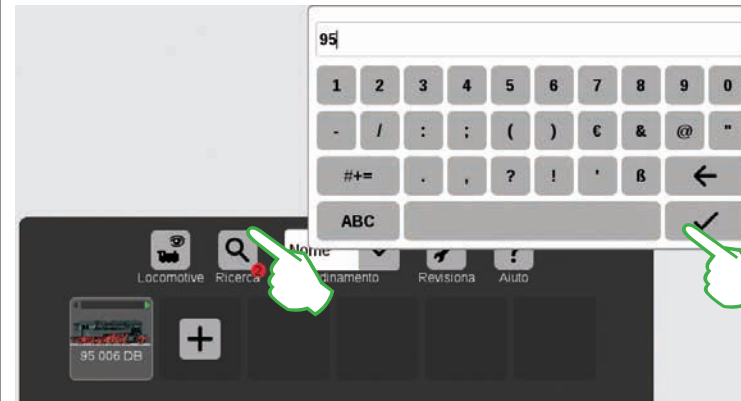 95
1 2 3 4 5 6 7 8 9 0
- / : ; ( ) € & @ "
#+= . , ? ! ' ß ←
ABC ✓
Nome
Locomotive Ricerca 2 Revisiona Aiuto
95 006 DB +